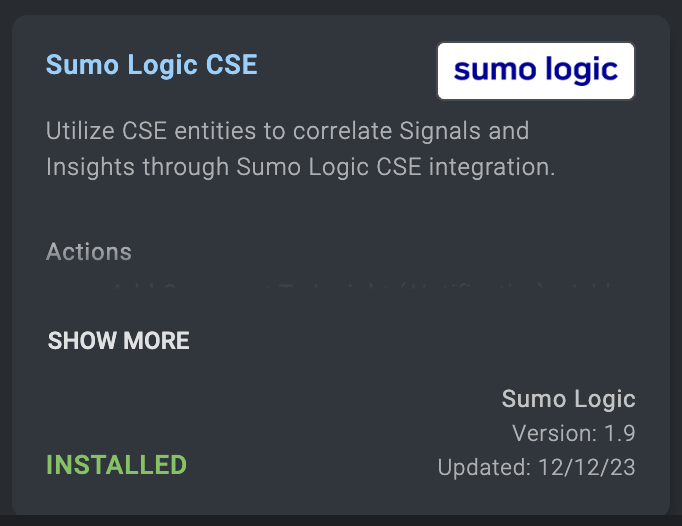 Sumo Logic CSE
sumo logic
Utilize CSE entities to correlate Signals and
Insights through Sumo Logic CSE integration.
Actions
SHOW MORE
Sumo Logic
Version: 1.9
INSTALLED
Updated: 12/12/23